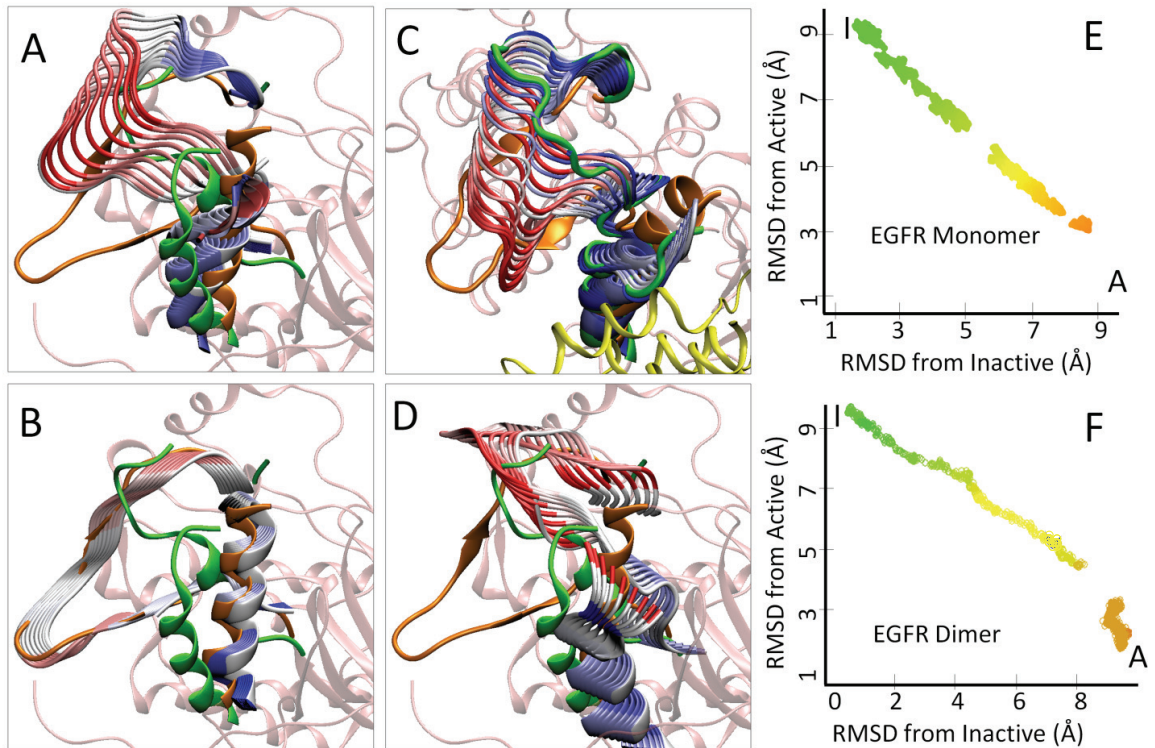 A
B
C
D
RMSD from Active (Å)
9
7
5
3
1
I
E
EGFR Monomer
A
1 3 5 7 9
RMSD from Inactive (Å)
RMSD from Active (Å)
9
7
5
3
1
I
F
EGFR Dimer
A
0 2 4 6 8
RMSD from Inactive (Å)